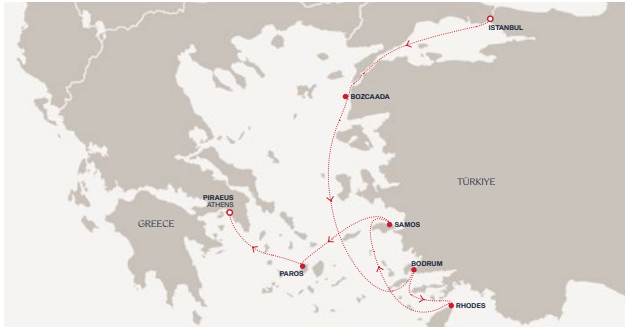 ISTANBUL
BOZCAADA
TÜRKIYE
PIRAEUS
ATHENS
GREECE
SAMOS
BODRUM
PAROS
RHODES